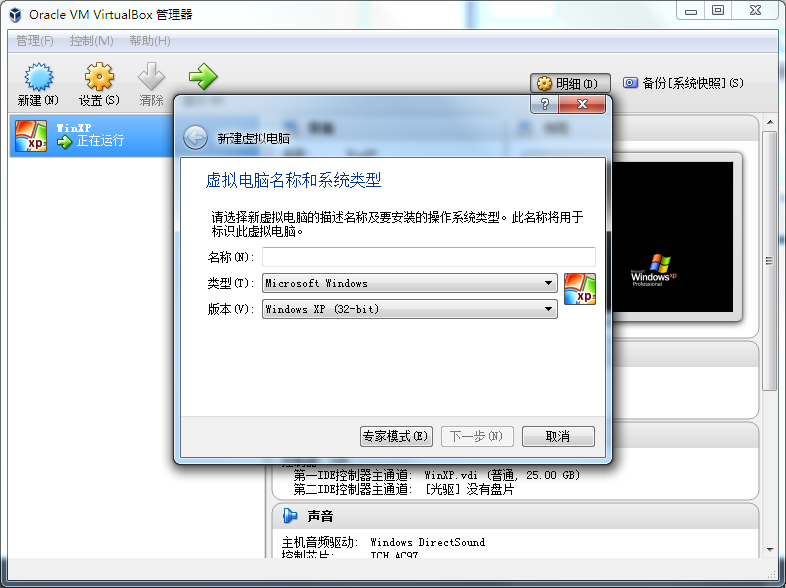 Oracle VM VirtualBox 管理器
管理(F) 控制(M) 帮助(H)
新建(N) 设置(S) 清除
明细(D) 备份[系统快照](S)
WinXP
正在运行
新建虚拟电脑
虚拟电脑名称和系统类型
请选择新虚拟电脑的描述名称及要安装的操作系统类型。此名称将用于
标识此虚拟电脑。
名称(N):
类型(T): Microsoft Windows
版本(V): Windows XP (32-bit)
xp
专家模式(E) 下一步(N) 取消
Microsoft
Windows xp
Professional
第一IDE控制器主通道: WinXP.vdi (普通, 25.00 GB)
第二IDE控制器主通道: [光驱] 没有盘片
声音
主机音频驱动: Windows DirectSound
控制芯片: ICH AC97